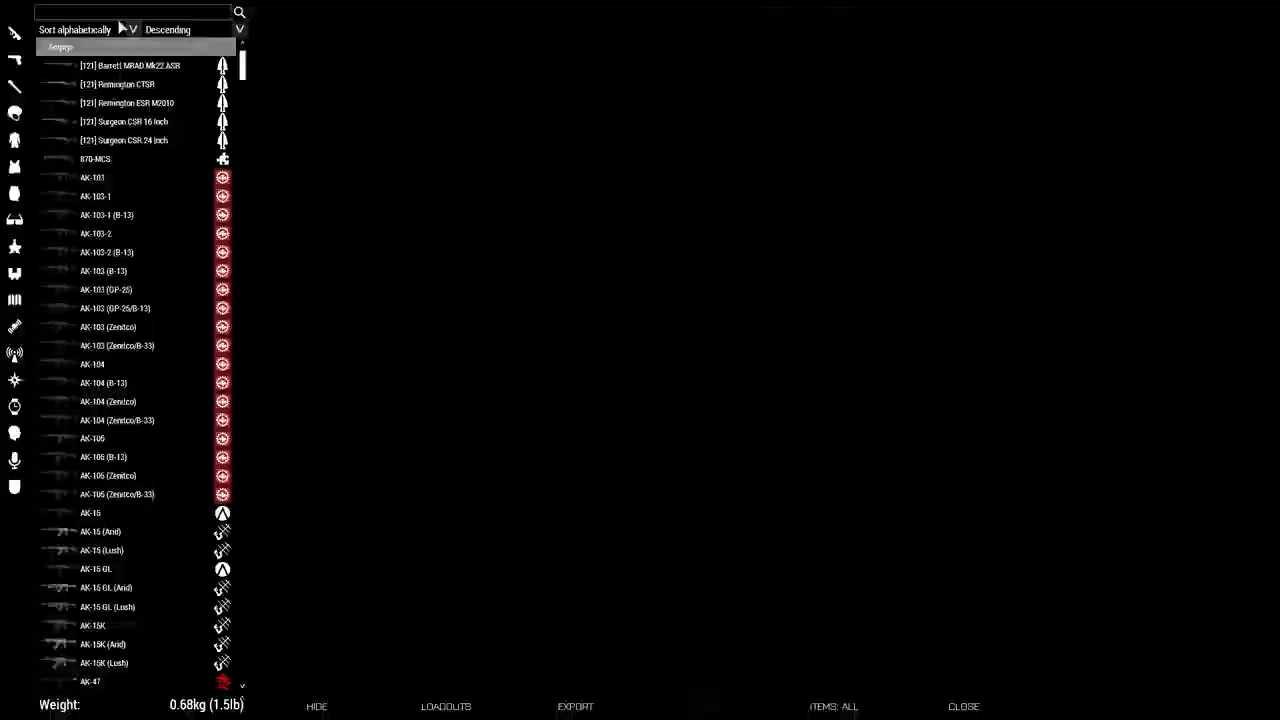 Sort alphabetically
Descending
Empty
[121] Barrett MRAD Mk22 ASR
[121] Remington CTSR
[121] Remington ESR M2010
[121] Surgeon CSR 16 Inch
[121] Surgeon CSR 24 Inch
870-MCS
AK-103
AK-103-1
AK-103-1 (B-13)
AK-103-2
AK-103-2 (B-13)
AK-103 (B-13)
AK-103 (GP-25)
AK-103 (GP-25/B-13)
AK-103 (Zenitco)
AK-103 (Zenitco/B-33)
AK-104
AK-104 (B-13)
AK-104 (Zenitco)
AK-104 (Zenitco/B-33)
AK-105
AK-105 (B-13)
AK-105 (Zenitco)
AK-105 (Zenitco/B-33)
AK-15
AK-15 (Arid)
AK-15 (Lush)
AK-15 GL
AK-15 GL (Arid)
AK-15 GL (Lush)
AK-15K
AK-15K (Arid)
AK-15K (Lush)
AK-47
Weight: 0.68kg (1.5lb)
HIDE
LOADOUTS
EXPORT
ITEMS: ALL
CLOSE